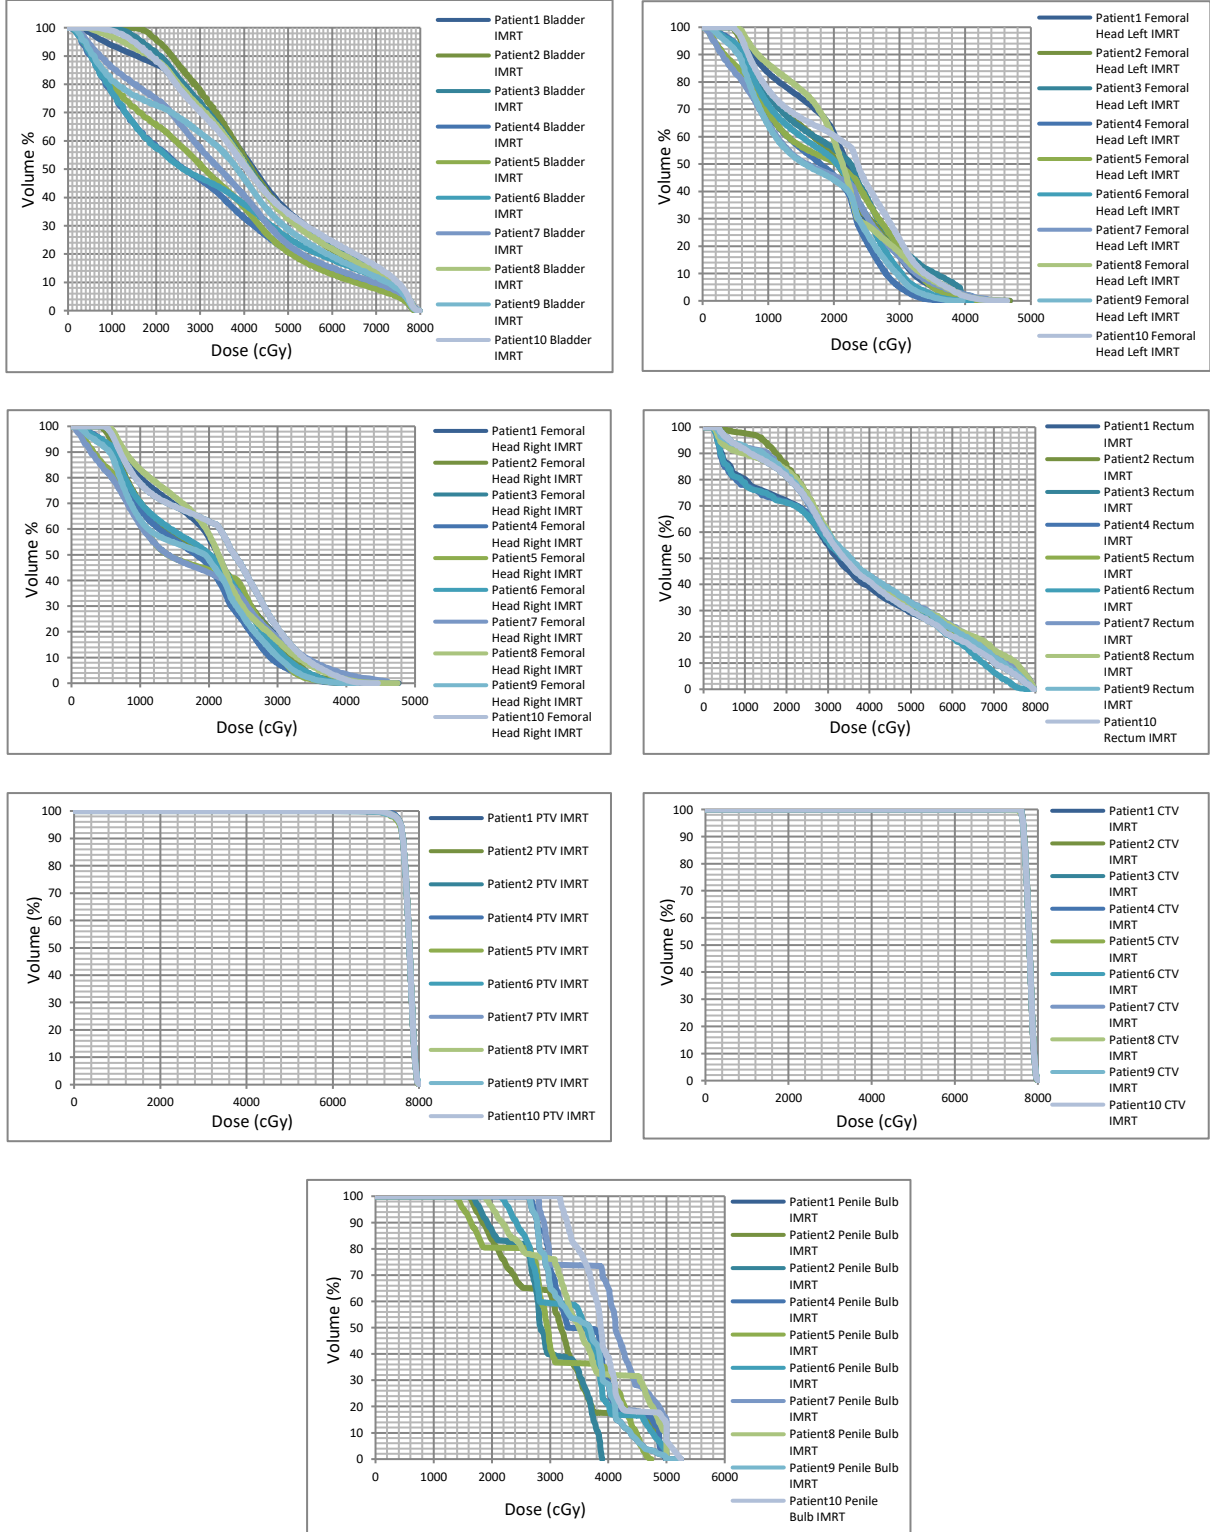 100
90
80
70
60
50
40
30
20
10
0
Volume %
0 1000 2000 3000 4000 5000 6000 7000 8000
Dose (cGy)
Patient1 Bladder
IMRT
Patient2 Bladder
IMRT
Patient3 Bladder
IMRT
Patient4 Bladder
IMRT
Patient5 Bladder
IMRT
Patient6 Bladder
IMRT
Patient7 Bladder
IMRT
Patient8 Bladder
IMRT
Patient9 Bladder
IMRT
Patient10 Bladder
IMRT
100
90
80
70
60
50
40
30
20
10
0
Volume %
0 1000 2000 3000 4000 5000
Dose (cGy)
Patient1 Femoral
Head Left IMRT
Patient2 Femoral
Head Left IMRT
Patient3 Femoral
Head Left IMRT
Patient4 Femoral
Head Left IMRT
Patient5 Femoral
Head Left IMRT
Patient6 Femoral
Head Left IMRT
Patient7 Femoral
Head Left IMRT
Patient8 Femoral
Head Left IMRT
Patient9 Femoral
Head Left IMRT
Patient10 Femoral
Head Left IMRT
100
90
80
70
60
50
40
30
20
10
0
Volume %
0 1000 2000 3000 4000 5000
Dose (cGy)
Patient1 Femoral
Head Right IMRT
Patient2 Femoral
Head Right IMRT
Patient3 Femoral
Head Right IMRT
Patient4 Femoral
Head Right IMRT
Patient5 Femoral
Head Right IMRT
Patient6 Femoral
Head Right IMRT
Patient7 Femoral
Head Right IMRT
Patient8 Femoral
Head Right IMRT
Patient9 Femoral
Head Right IMRT
Patient10 Femoral
Head Right IMRT
100
90
80
70
60
50
40
30
20
10
0
Volume (%)
0 1000 2000 3000 4000 5000 6000 7000 8000
Dose (cGy)
Patient1 Rectum
IMRT
Patient2 Rectum
IMRT
Patient3 Rectum
IMRT
Patient4 Rectum
IMRT
Patient5 Rectum
IMRT
Patient6 Rectum
IMRT
Patient7 Rectum
IMRT
Patient8 Rectum
IMRT
Patient9 Rectum
IMRT
Patient10
Rectum IMRT
100
90
80
70
60
50
40
30
20
10
0
Volume (%)
0 2000 4000 6000 8000
Dose (cGy)
Patient1 PTV IMRT
Patient2 PTV IMRT
Patient2 PTV IMRT
Patient4 PTV IMRT
Patient5 PTV IMRT
Patient6 PTV IMRT
Patient7 PTV IMRT
Patient8 PTV IMRT
Patient9 PTV IMRT
Patient10 PTV IMRT
100
90
80
70
60
50
40
30
20
10
0
Volume (%)
0 2000 4000 6000 8000
Dose (cGy)
Patient1 CTV
IMRT
Patient2 CTV
IMRT
Patient3 CTV
IMRT
Patient4 CTV
IMRT
Patient5 CTV
IMRT
Patient6 CTV
IMRT
Patient7 CTV
IMRT
Patient8 CTV
IMRT
Patient9 CTV
IMRT
Patient10 CTV
IMRT
100
90
80
70
60
50
40
30
20
10
0
Volume (%)
0 1000 2000 3000 4000 5000 6000
Dose (cGy)
Patient1 Penile Bulb
IMRT
Patient2 Penile Bulb
IMRT
Patient2 Penile Bulb
IMRT
Patient4 Penile Bulb
IMRT
Patient5 Penile Bulb
IMRT
Patient6 Penile Bulb
IMRT
Patient7 Penile Bulb
IMRT
Patient8 Penile Bulb
IMRT
Patient9 Penile Bulb
IMRT
Patient10 Penile
Bulb IMRT